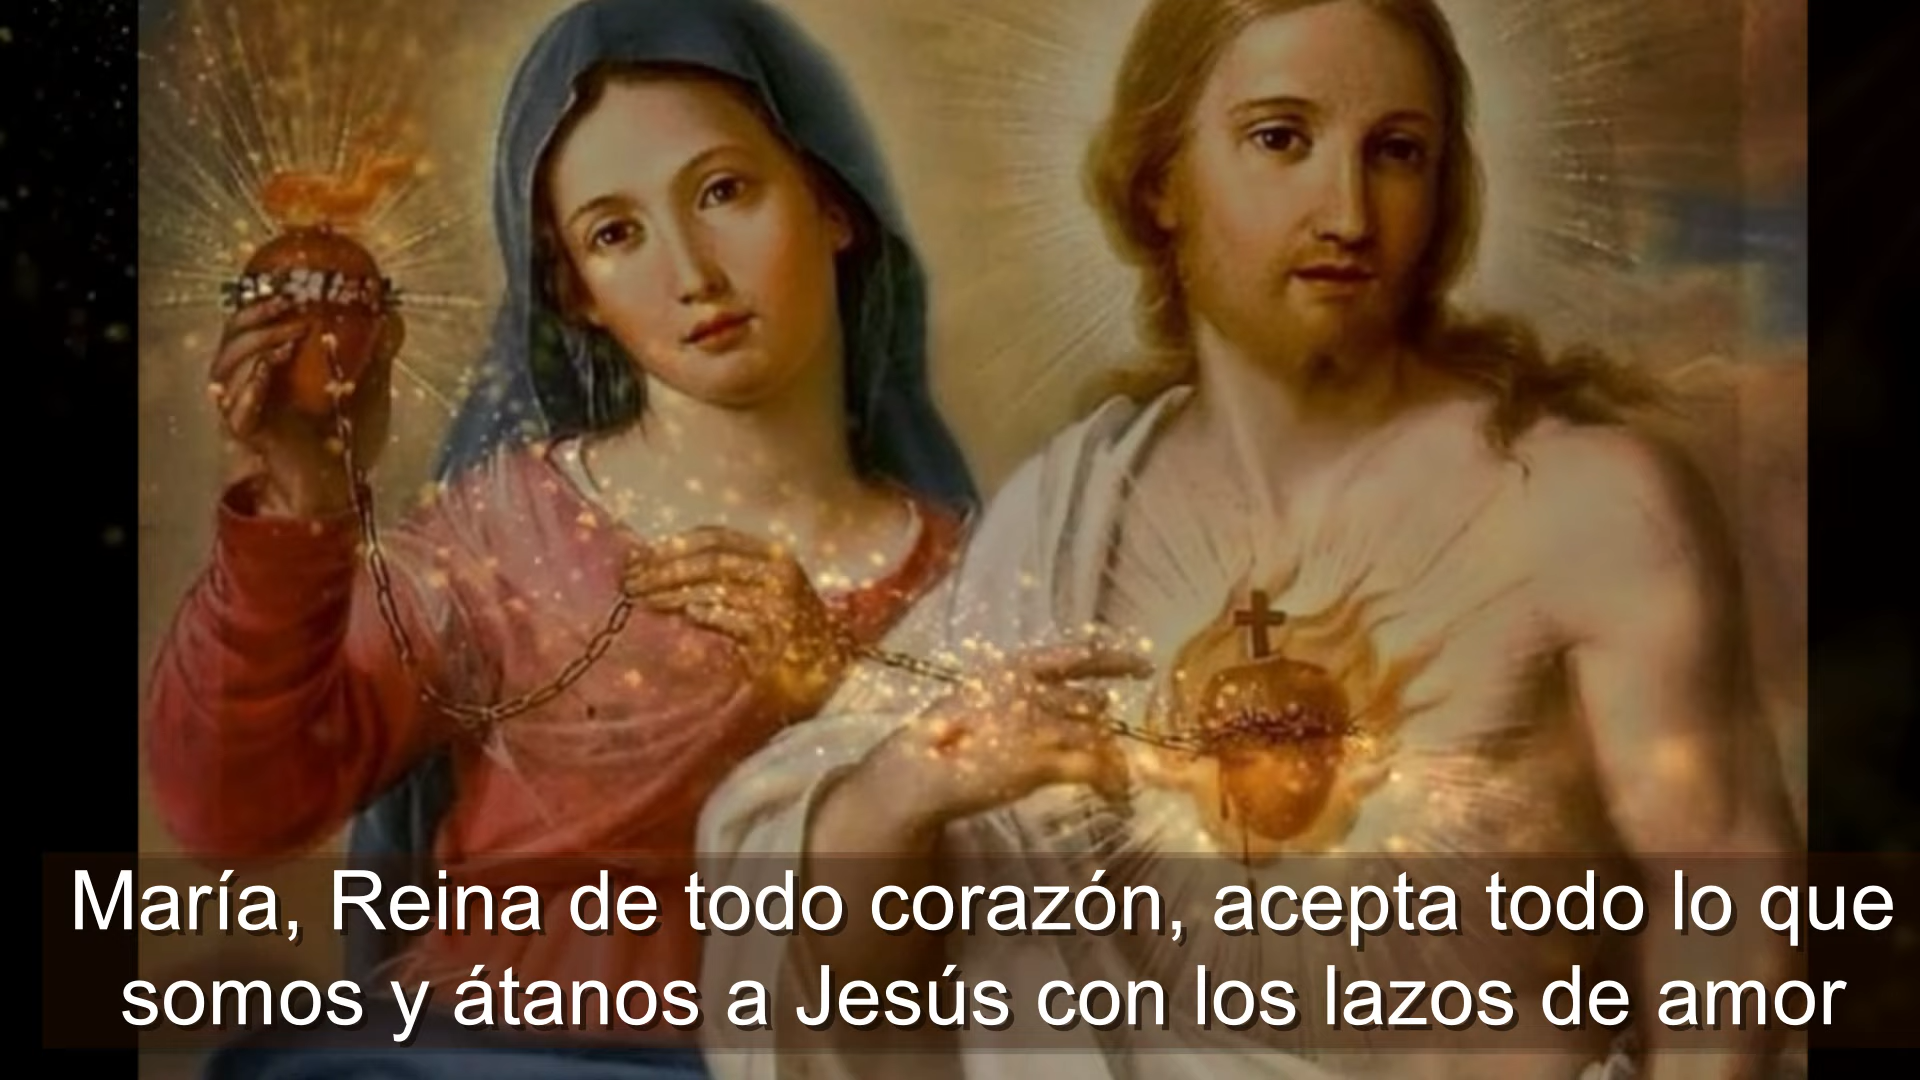 María, Reina de todo corazón, acepta todo lo que
somos y átanos a Jesús con los lazos de amor